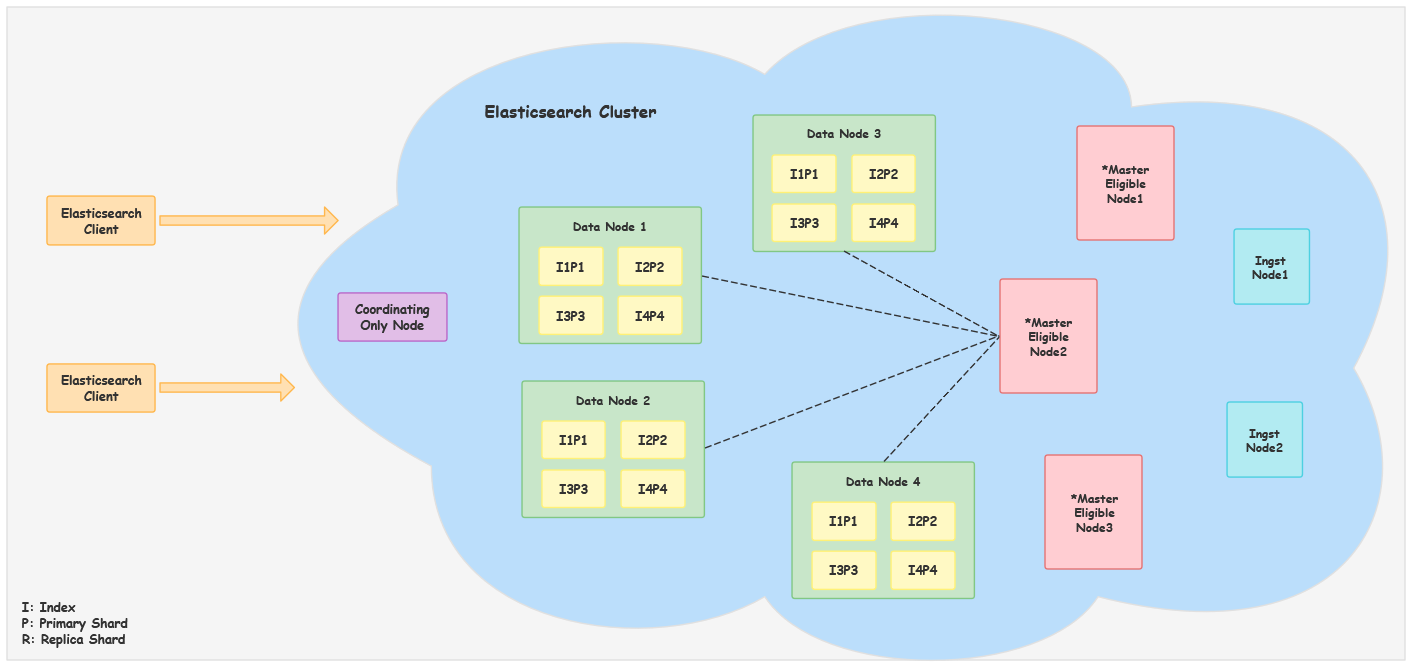 Elasticsearch Cluster
Elasticsearch
Client
Elasticsearch
Client
Coordinating
Only Node
Data Node 1
I1P1 I2P2
I3P3 I4P4
Data Node 2
I1P1 I2P2
I3P3 I4P4
Data Node 3
I1P1 I2P2
I3P3 I4P4
Data Node 4
I1P1 I2P2
I3P3 I4P4
*Master
Eligible
Node1
*Master
Eligible
Node2
*Master
Eligible
Node3
Ingst
Node1
Ingst
Node2
I: Index
P: Primary Shard
R: Replica Shard